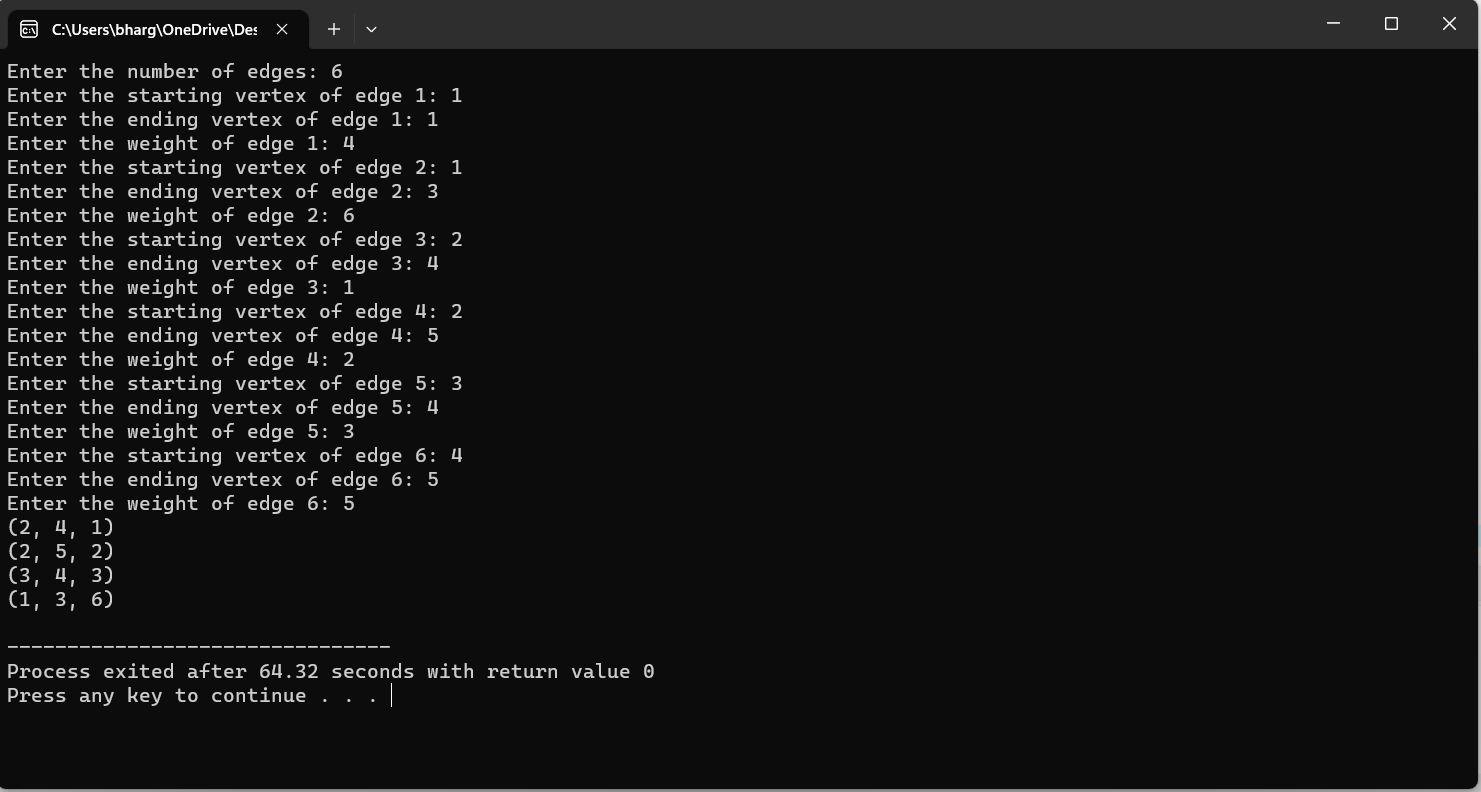 C:\Users\bharg\OneDrive\Des
Enter the number of edges: 6
Enter the starting vertex of edge 1: 1
Enter the ending vertex of edge 1: 1
Enter the weight of edge 1: 4
Enter the starting vertex of edge 2: 1
Enter the ending vertex of edge 2: 3
Enter the weight of edge 2: 6
Enter the starting vertex of edge 3: 2
Enter the ending vertex of edge 3: 4
Enter the weight of edge 3: 1
Enter the starting vertex of edge 4: 2
Enter the ending vertex of edge 4: 5
Enter the weight of edge 4: 2
Enter the starting vertex of edge 5: 3
Enter the ending vertex of edge 5: 4
Enter the weight of edge 5: 3
Enter the starting vertex of edge 6: 4
Enter the ending vertex of edge 6: 5
Enter the weight of edge 6: 5
(2, 4, 1)
(2, 5, 2)
(3, 4, 3)
(1, 3, 6)
--------------------------------
Process exited after 64.32 seconds with return value 0
Press any key to continue . . .